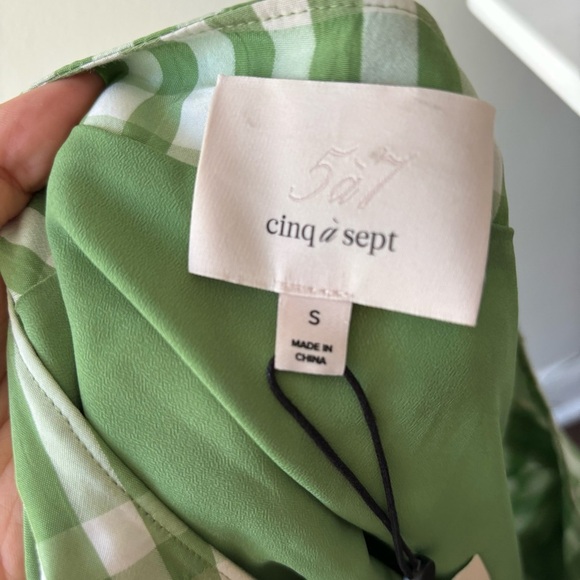 5à7
cinq à sept
S
MADE IN
CHINA